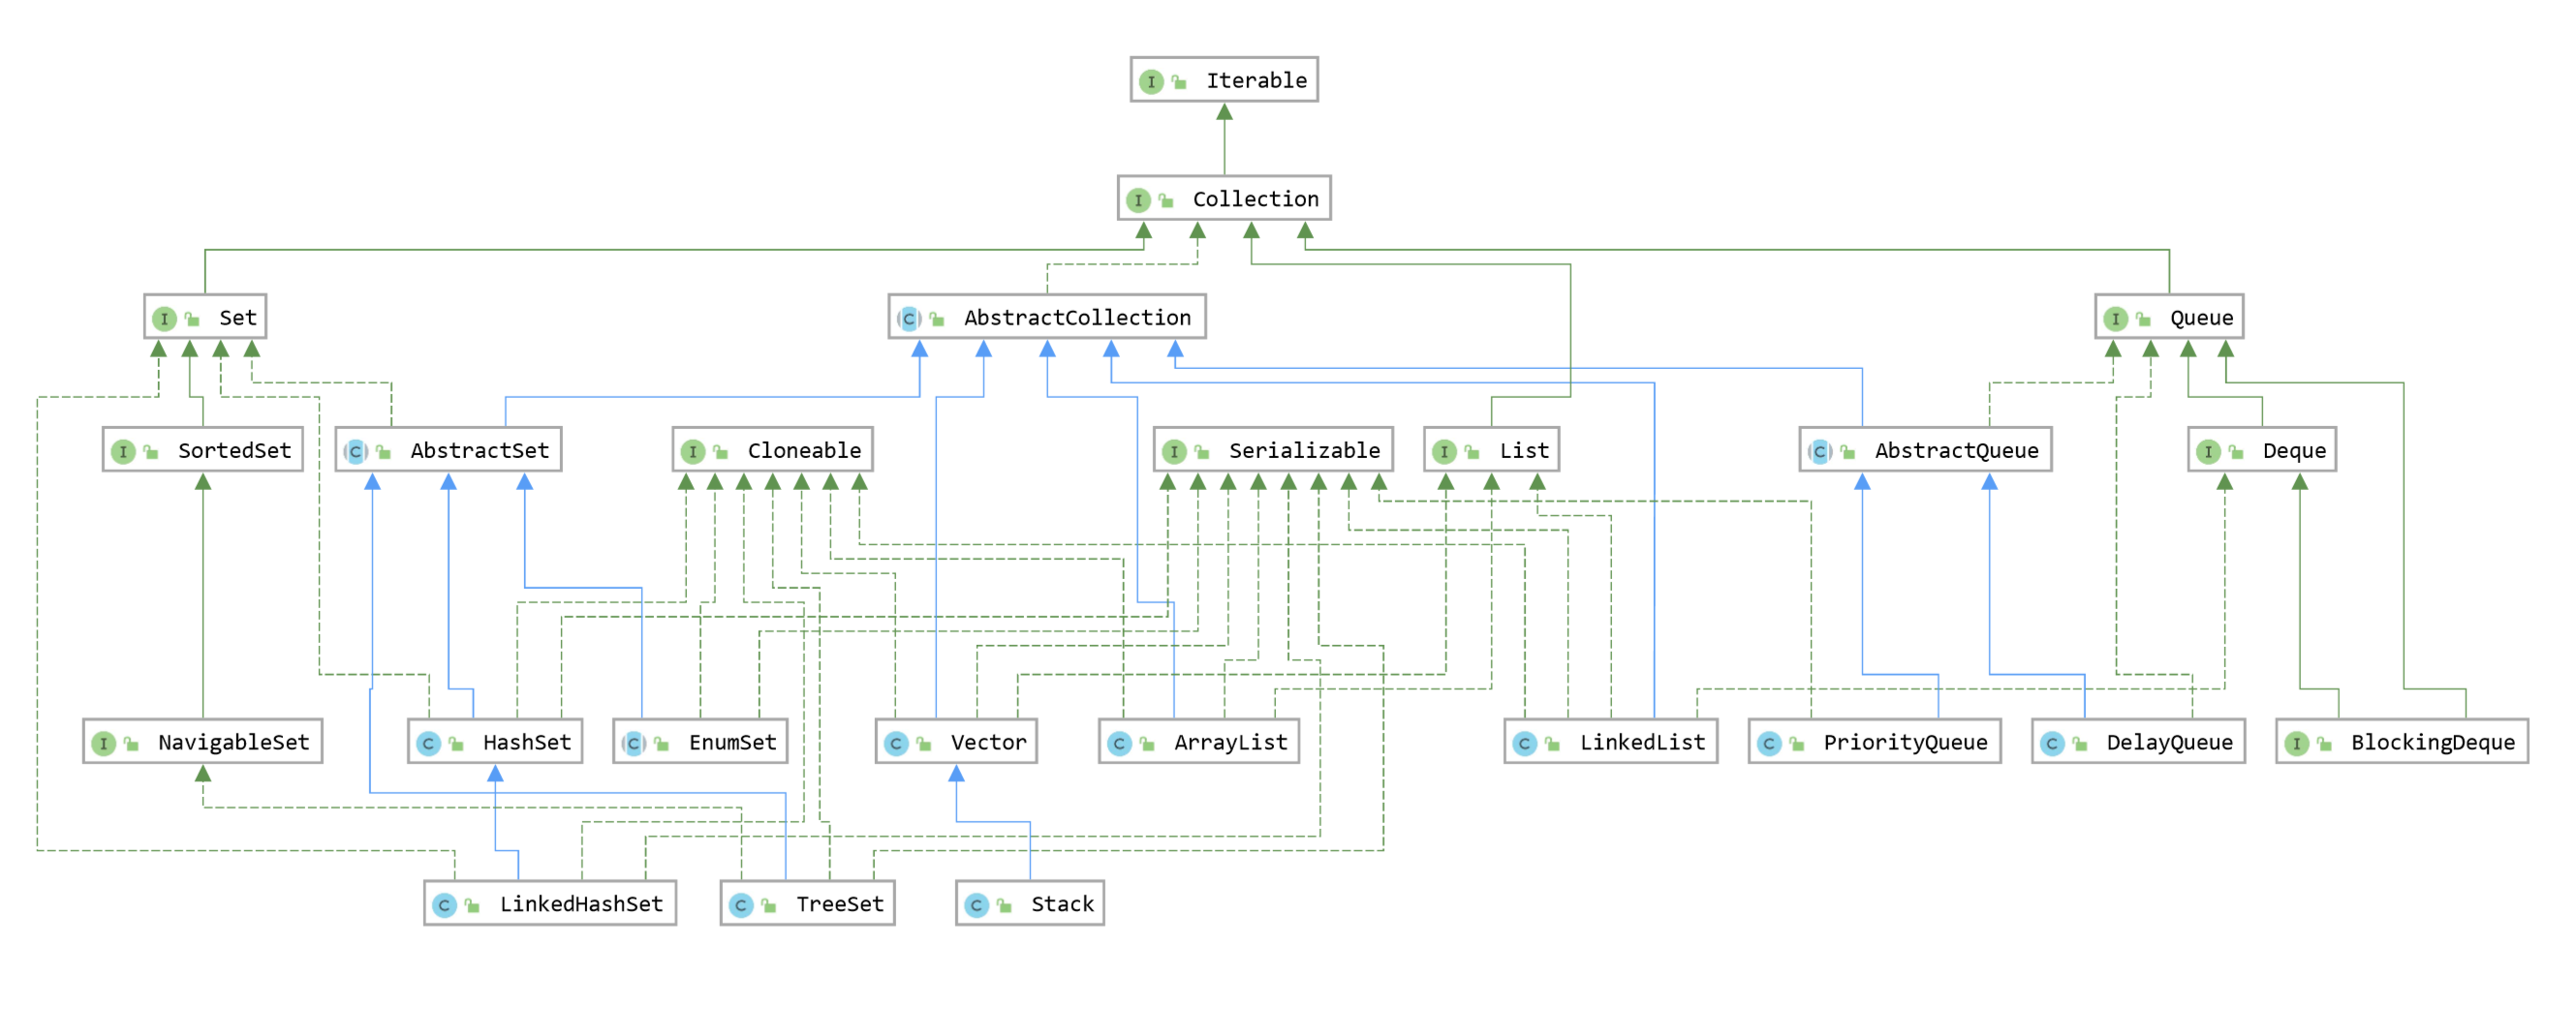 I Iterable
I Collection
I Set
C AbstractCollection
I Queue
I SortedSet
C AbstractSet
I Cloneable
I Serializable
I List
C AbstractQueue
I Deque
I NavigableSet
C HashSet
C EnumSet
C Vector
C ArrayList
C LinkedList
C PriorityQueue
C DelayQueue
I BlockingDeque
C LinkedHashSet
C TreeSet
C Stack